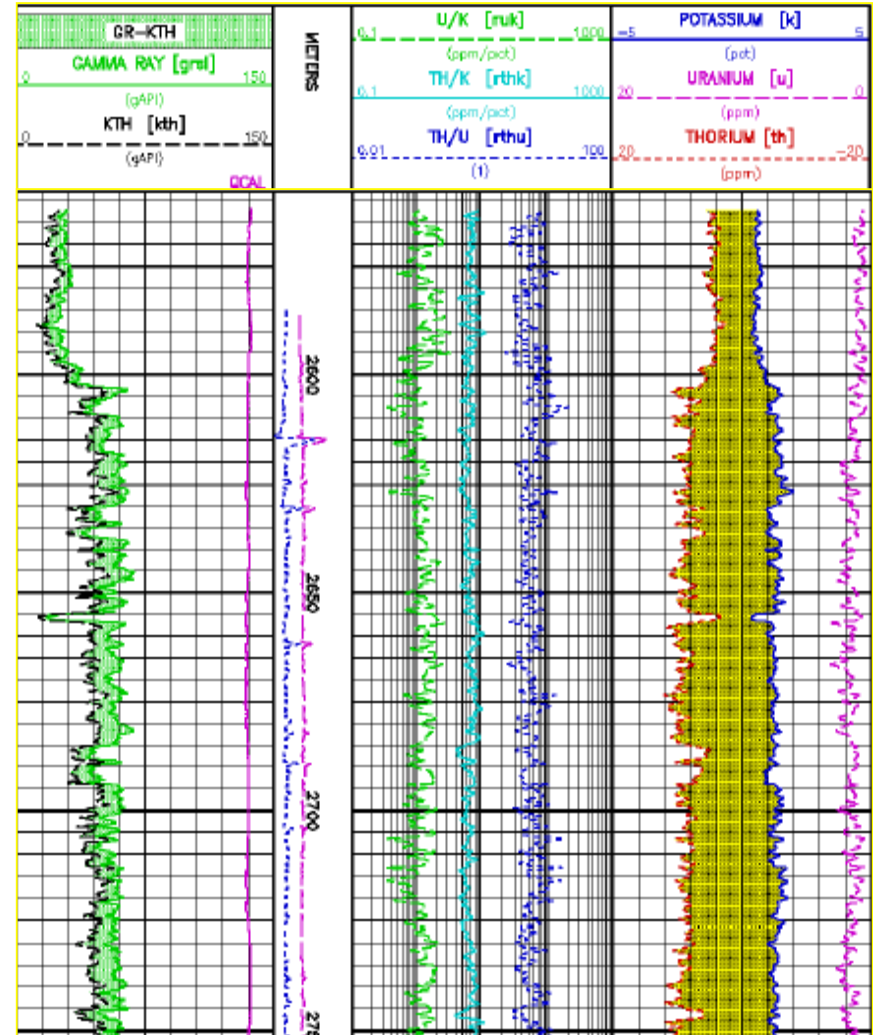 GR-KTH
GAMMA RAY [grsl]
0 150
(gAPI)
KTH [kth]
0 150
(gAPI)
QCAL
METERS
U/K [ruk]
0.1 1000
(ppm/pct)
TH/K [rthk]
0.1 1000
(ppm/pct)
TH/U [rthu]
0.01 100
(1)
POTASSIUM [k]
-5 5
(pct)
URANIUM [u]
20 0
(ppm)
THORIUM [th]
20 -20
(ppm)
2600
2650
2700